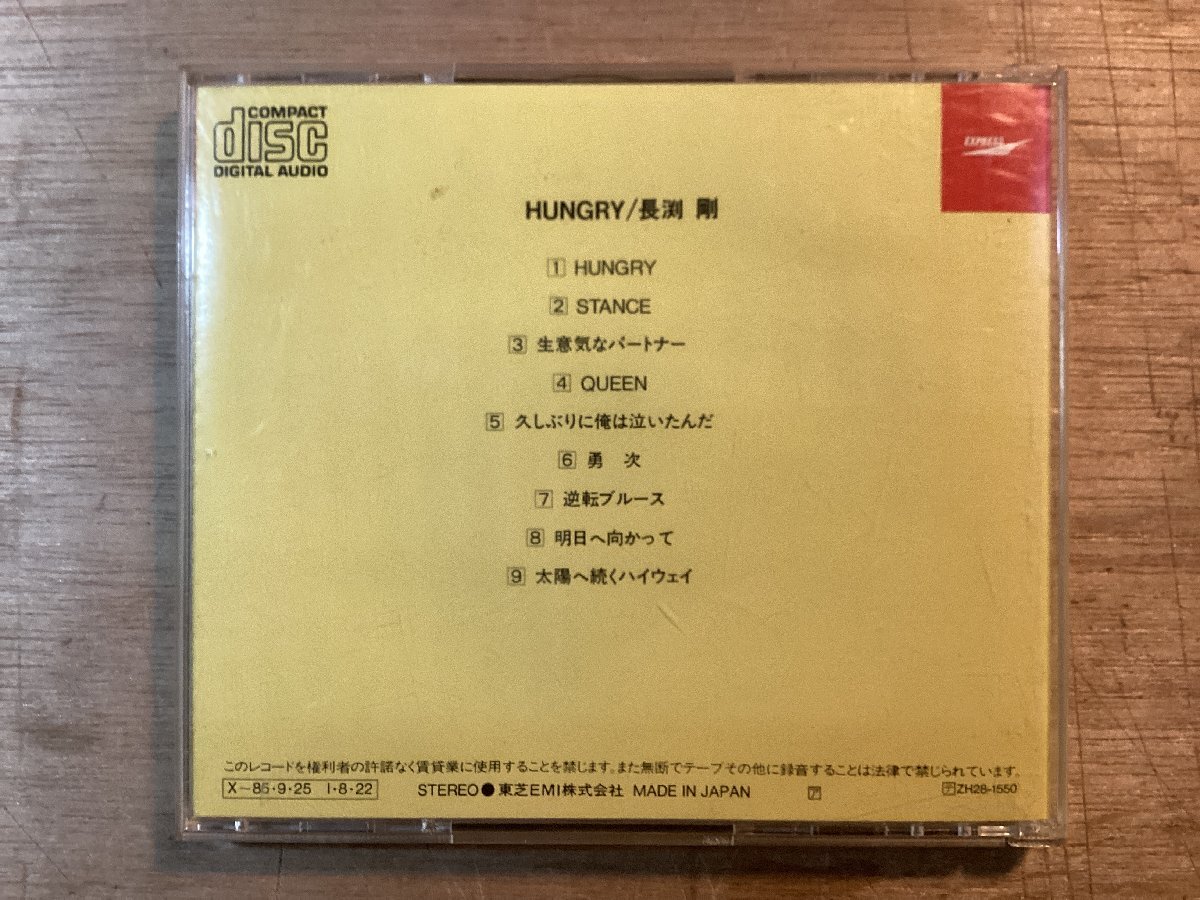 COMPACT
disc
DIGITAL AUDIO
EXPRESS
HUNGRY/長渕 剛
1 HUNGRY
2 STANCE
3 生意気なパートナー
4 QUEEN
5 久しぶりに俺は泣いたんだ
6 勇 次
7 逆転ブルース
8 明日へ向かって
9 太陽へ続くハイウェイ
このレコードを権利者の許諾なく賃貸業に使用することを禁じます。また無断でテープその他に録音することは法律で禁じられています。
X-86・9・25 I・8・22 STEREO●東芝EMI株式会社 MADE IN JAPAN ア デZH28-1550